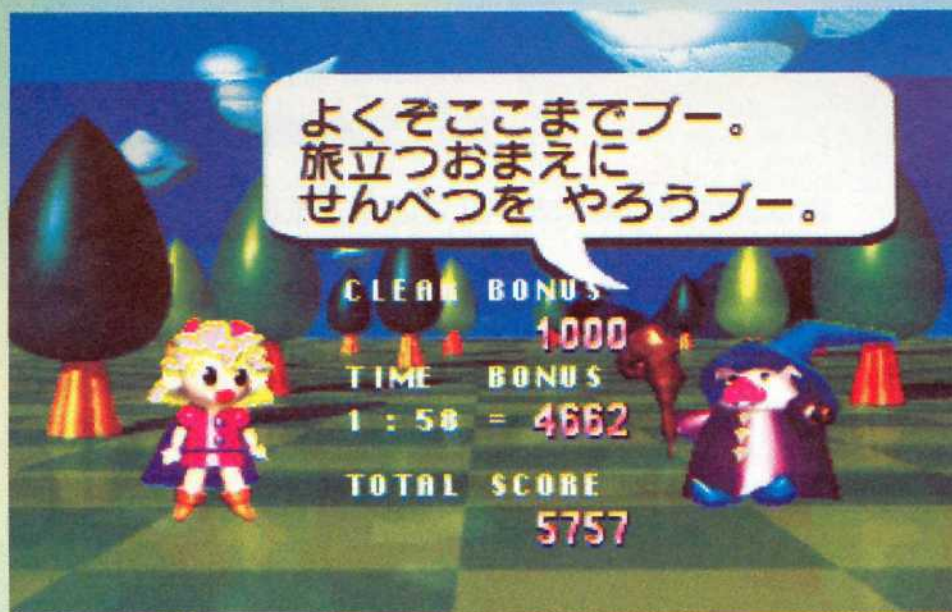 よくぞここまでブー。
旅立つおまえに
せんべつを やろうブー。
CLEAR BONUS
1000
TIME BONUS
1:58 = 4662
TOTAL SCORE
5757